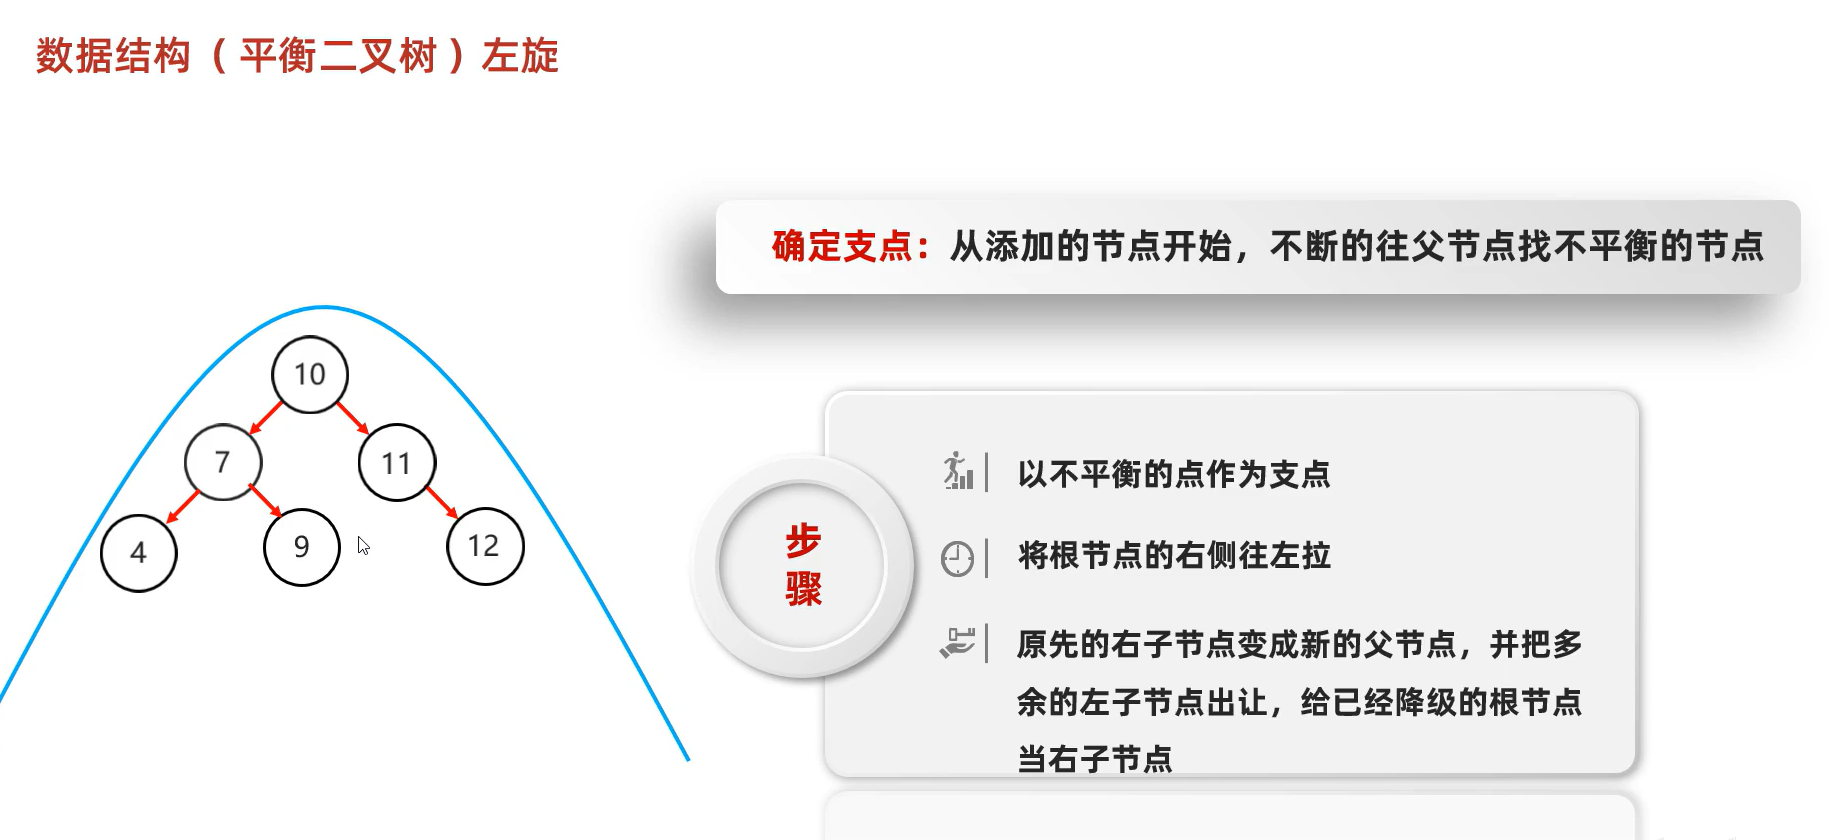 数据结构（平衡二叉树）左旋
确定支点：从添加的节点开始，不断的往父节点找不平衡的节点
10
7
11
4
9
12
步
骤
以不平衡的点作为支点
将根节点的右侧往左拉
原先的右子节点变成新的父节点，并把多
余的左子节点出让，给已经降级的根节点
当右子节点